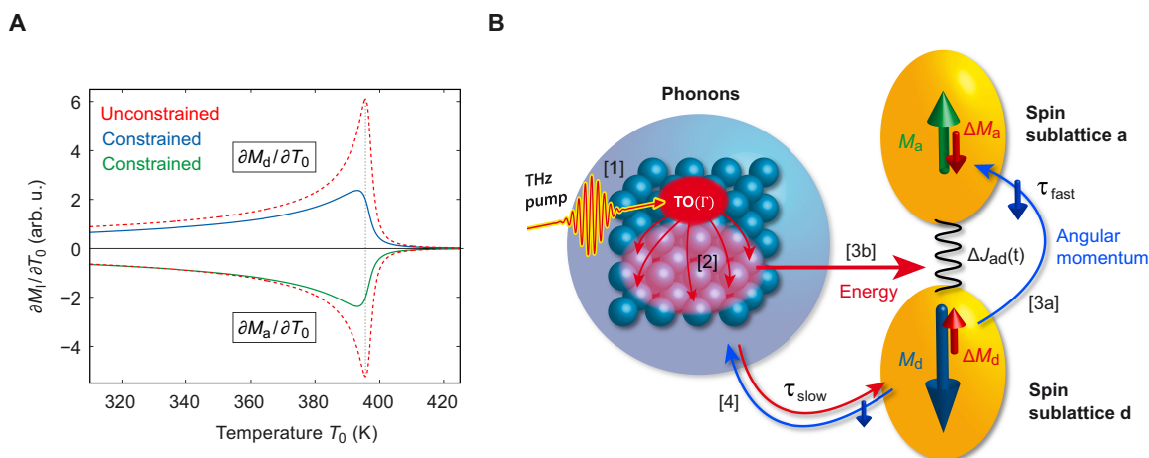 A
B
∂M_l/∂T_0 (arb. u.)
6
4
2
0
−2
−4
Unconstrained
Constrained
Constrained
∂M_d/∂T_0
∂M_a/∂T_0
320
340
360
380
400
420
Temperature T_0 (K)
Phonons
[1]
THz
pump
TO(Γ)
[2]
[3b]
Energy
M_a
ΔM_a
Spin
sublattice a
τ_fast
Angular
momentum
ΔJ_ad(t)
[3a]
M_d
ΔM_d
Spin
sublattice d
τ_slow
[4]